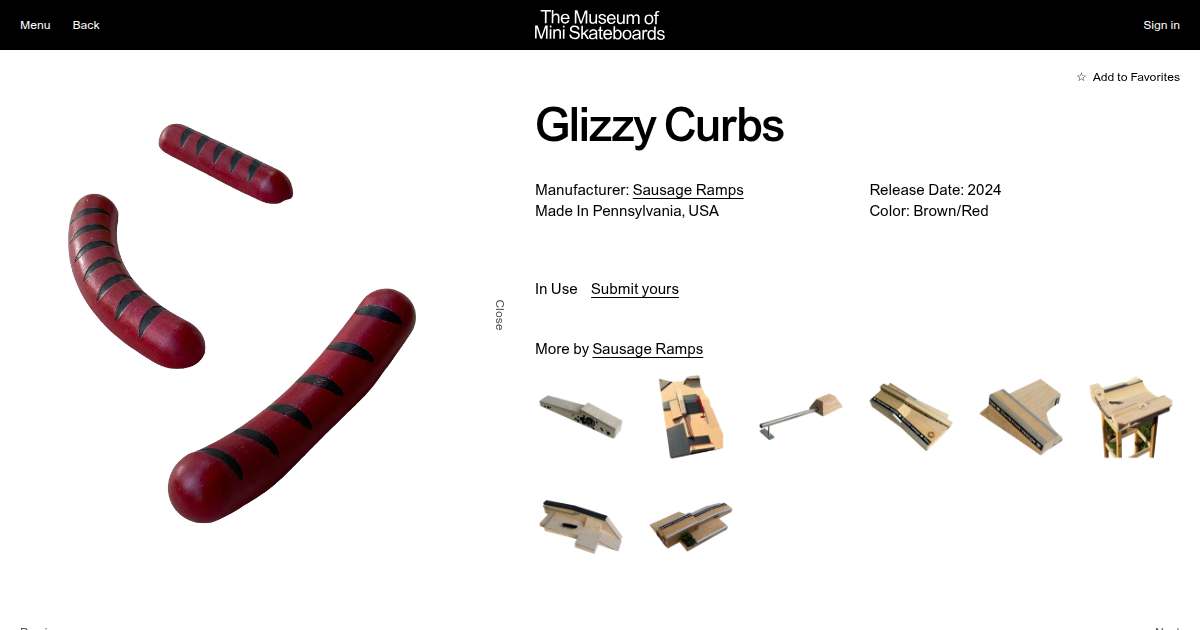 Menu
Back
The Museum of
Mini Skateboards
Sign in
☆ Add to Favorites
Glizzy Curbs
Manufacturer: Sausage Ramps
Made In Pennsylvania, USA
Release Date: 2024
Color: Brown/Red
Close
In Use Submit yours
More by Sausage Ramps